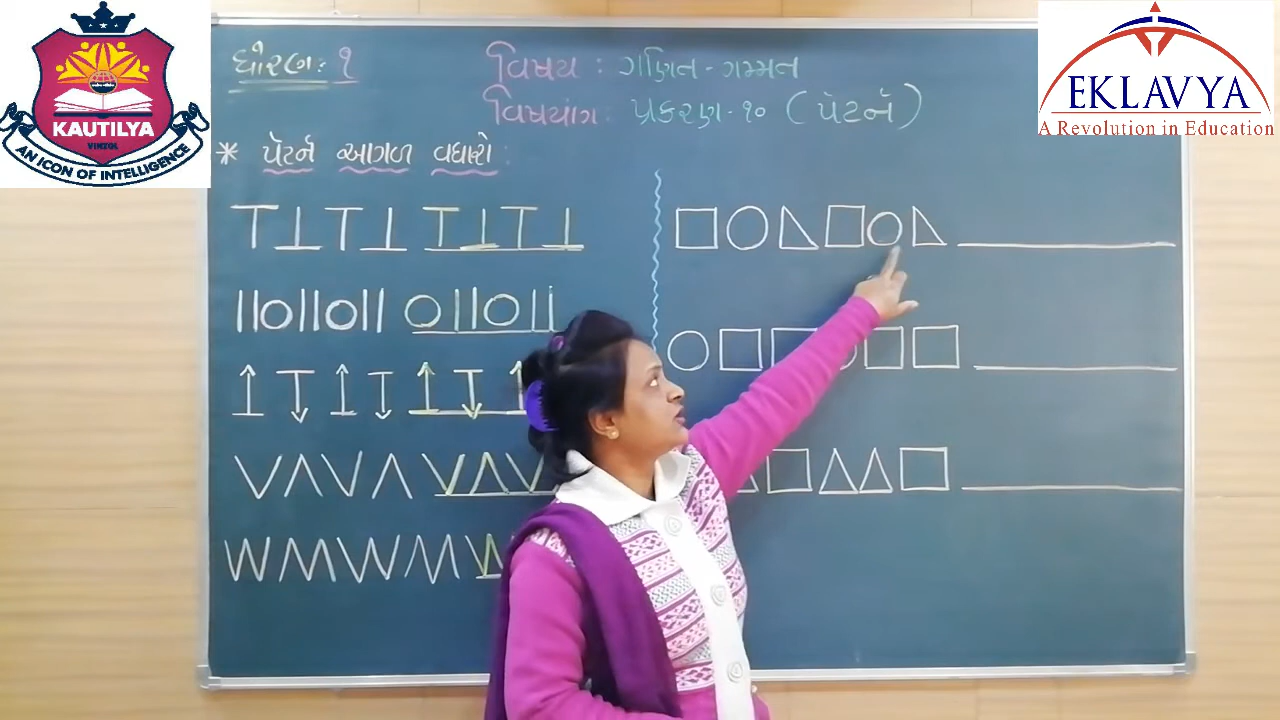 KAUTILYA
VINZOL
AN ICON OF INTELLIGENCE
EKLAVYA
A Revolution in Education
ધોરણ : ૧
વિષય : ગણિત - ગમ્મત
વિષયાંગ : પ્રકરણ - ૧૦ ( પેટર્ન )
* પેટર્ન આગળ વધારો :
T ⊥ T ⊥ T ⊥ T ⊥
||O||O|| O||O||
↑ ↓ ↑ ↓ ↑ ↓ ↑
V Λ V Λ V Λ V
W M W M